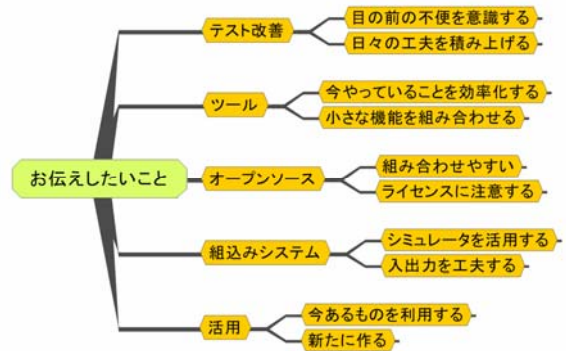 お伝えしたいこと
テスト改善
目の前の不便を意識する
日々の工夫を積み上げる
ツール
今やっていることを効率化する
小さな機能を組み合わせる
オープンソース
組み合わせやすい
ライセンスに注意する
組込みシステム
シミュレータを活用する
入出力を工夫する
活用
今あるものを利用する
新たに作る